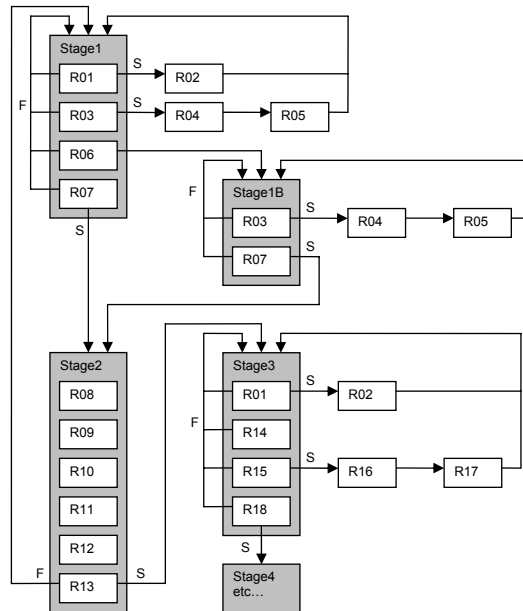 Stage1
R01
S
R02
F
R03
S
R04
R05
R06
R07
S
F
Stage1B
R03
S
R04
R05
R07
S
Stage2
R08
R09
R10
R11
R12
F
R13
S
Stage3
R01
S
R02
F
R14
R15
S
R16
R17
R18
S
Stage4
etc...